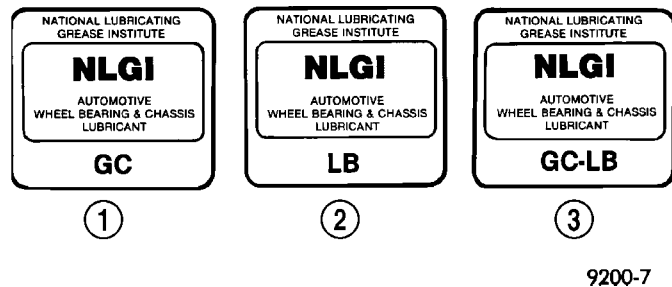 NATIONAL LUBRICATING
GREASE INSTITUTE
NLGI
AUTOMOTIVE
WHEEL BEARING & CHASSIS
LUBRICANT
GC
1
NATIONAL LUBRICATING
GREASE INSTITUTE
NLGI
AUTOMOTIVE
WHEEL BEARING & CHASSIS
LUBRICANT
LB
2
NATIONAL LUBRICATING
GREASE INSTITUTE
NLGI
AUTOMOTIVE
WHEEL BEARING & CHASSIS
LUBRICANT
GC-LB
3
9200-7